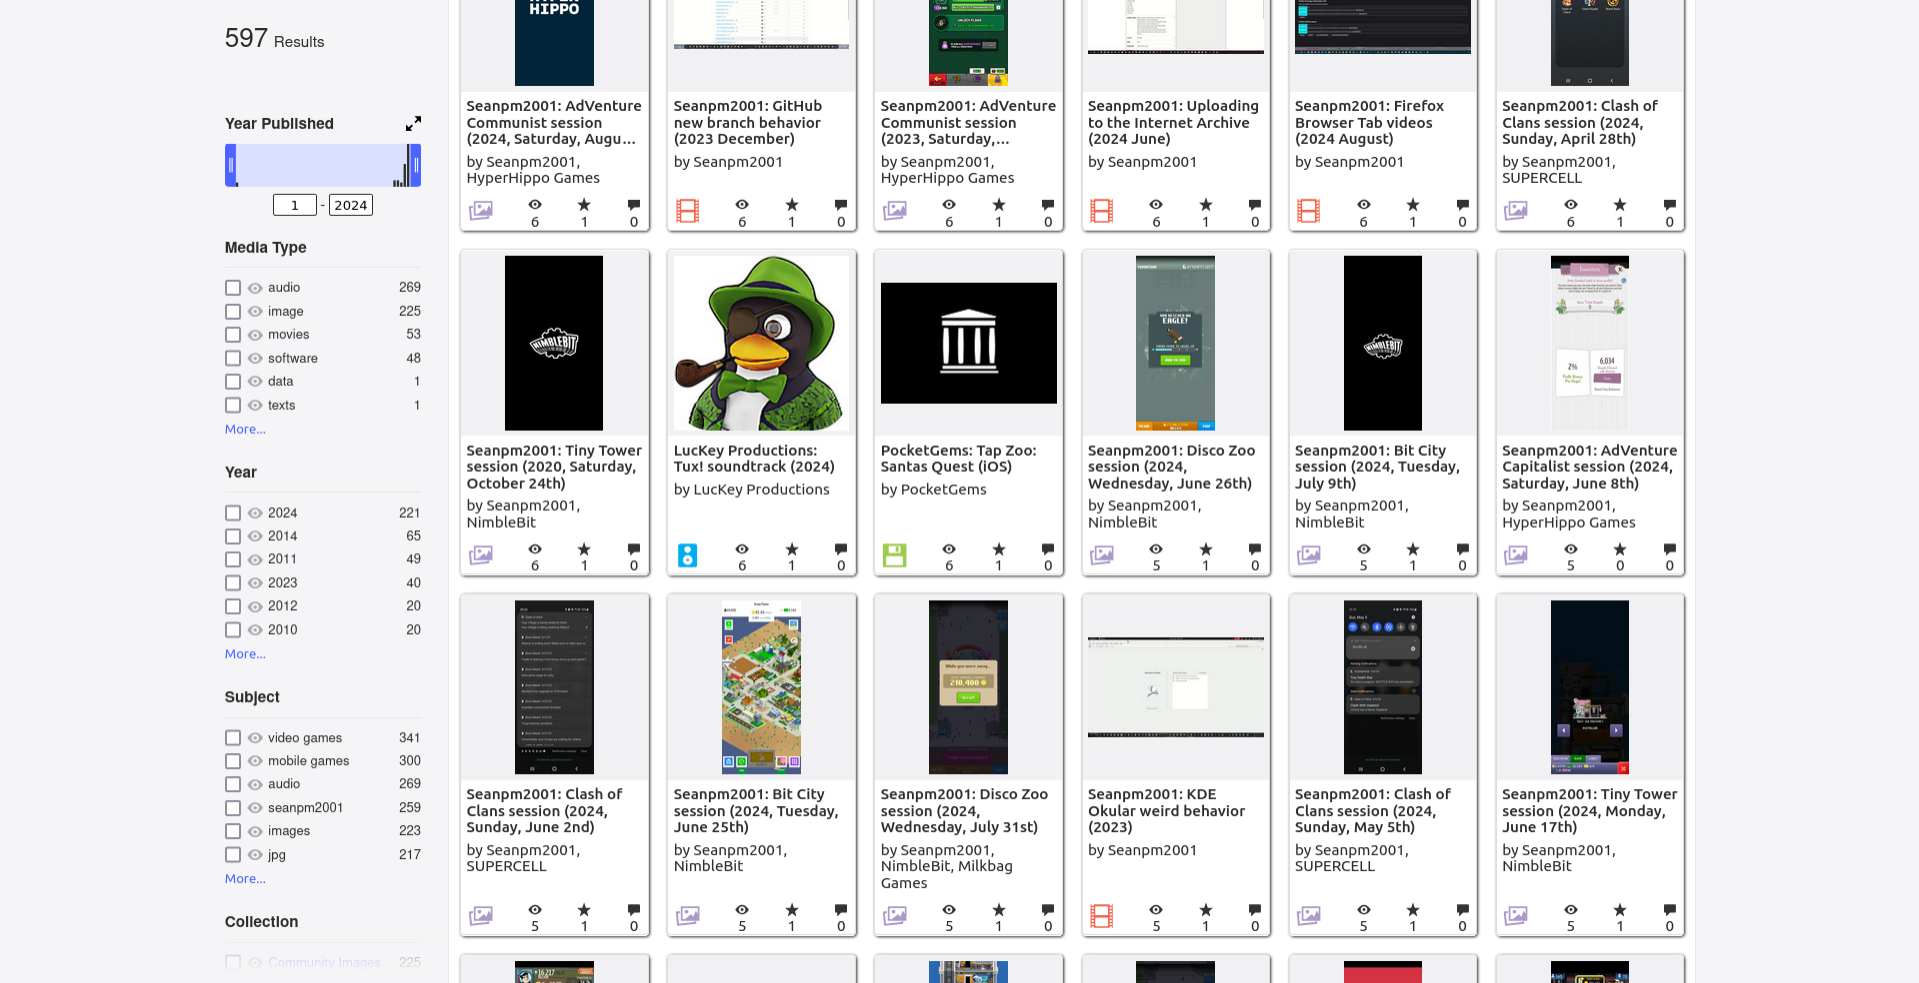 597 Results
Year Published
1 - 2024
Media Type
audio 269
image 225
movies 53
software 48
data 1
texts 1
More...
Year
2024 221
2014 65
2011 49
2023 40
2012 20
2010 20
More...
Subject
video games 341
mobile games 300
audio 269
seanpm2001 259
images 223
jpg 217
More...
Collection
Community Images 225
HIPPO
Seanpm2001: AdVenture
Communist session
(2024, Saturday, Augu...
by Seanpm2001,
HyperHippo Games
6 1 0
Seanpm2001: GitHub
new branch behavior
(2023 December)
by Seanpm2001
6 1 0
Seanpm2001: AdVenture
Communist session
(2023, Saturday,...
by Seanpm2001,
HyperHippo Games
6 1 0
Seanpm2001: Uploading
to the Internet Archive
(2024 June)
by Seanpm2001
6 1 0
Seanpm2001: Firefox
Browser Tab videos
(2024 August)
by Seanpm2001
6 1 0
Seanpm2001: Clash of
Clans session (2024,
Sunday, April 28th)
by Seanpm2001,
SUPERCELL
6 1 0
NIMBLEBIT
Seanpm2001: Tiny Tower
session (2020, Saturday,
October 24th)
by Seanpm2001,
NimbleBit
6 1 0
LucKey Productions:
Tux! soundtrack (2024)
by LucKey Productions
6 1 0
PocketGems: Tap Zoo:
Santas Quest (iOS)
by PocketGems
6 1 0
EAGLE!
Seanpm2001: Disco Zoo
session (2024,
Wednesday, June 26th)
by Seanpm2001,
NimbleBit
5 1 0
NIMBLEBIT
Seanpm2001: Bit City
session (2024, Tuesday,
July 9th)
by Seanpm2001,
NimbleBit
5 1 0
2%
6,034
Seanpm2001: AdVenture
Capitalist session (2024,
Saturday, June 8th)
by Seanpm2001,
HyperHippo Games
5 0 0
Seanpm2001: Clash of
Clans session (2024,
Sunday, June 2nd)
by Seanpm2001,
SUPERCELL
5 1 0
Seanpm2001: Bit City
session (2024, Tuesday,
June 25th)
by Seanpm2001,
NimbleBit
5 1 0
While you were away..
210,400
Seanpm2001: Disco Zoo
session (2024,
Wednesday, July 31st)
by Seanpm2001,
NimbleBit, Milkbag
Games
5 1 0
Seanpm2001: KDE
Okular weird behavior
(2023)
by Seanpm2001
5 1 0
Sun, May 5
Seanpm2001: Clash of
Clans session (2024,
Sunday, May 5th)
by Seanpm2001,
SUPERCELL
5 1 0
Seanpm2001: Tiny Tower
session (2024, Monday,
June 17th)
by Seanpm2001,
NimbleBit
5 1 0
16,217